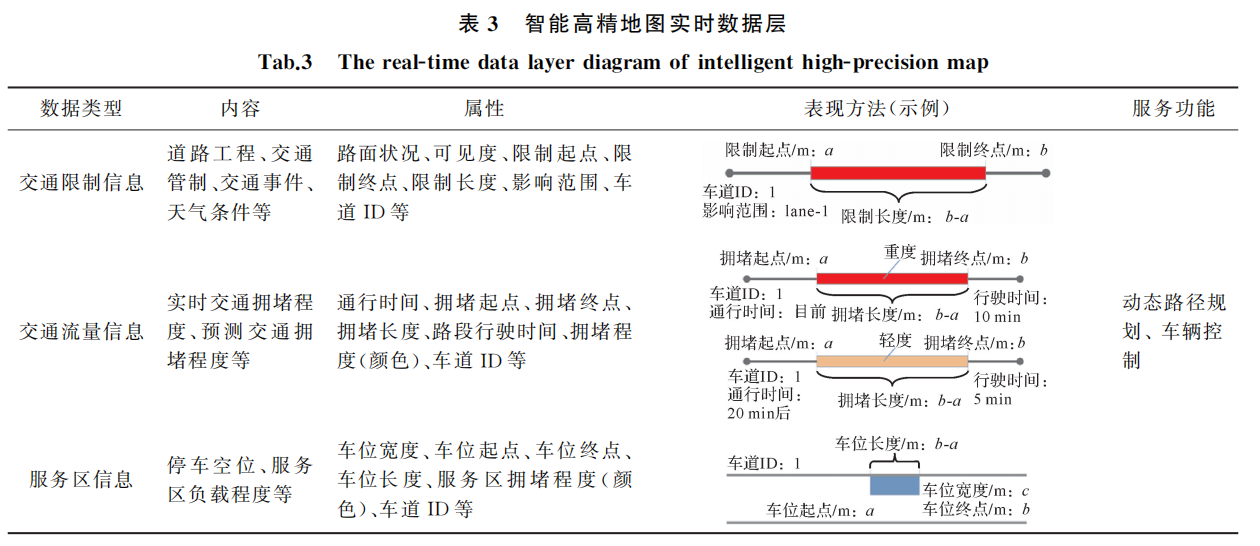 表 3 智能高精地图实时数据层
Tab.3 The real-time data layer diagram of intelligent high-precision map
数据类型 内容 属性 表现方法(示例) 服务功能
交通限制信息
道路工程、交通
管制、交通事件、
天气条件等
路面状况、可见度、限制起点、限
制终点、限制长度、影响范围、车
道 ID 等
限制起点/m: a 限制终点/m: b
车道ID: 1
影响范围: lane-1 限制长度/m: b-a
交通流量信息
实时交通拥堵程
度、预测交通拥
堵程度等
通行时间、拥堵起点、拥堵终点、
拥堵长度、路段行驶时间、拥堵程
度(颜色)、车道 ID 等
拥堵起点/m: a 重度 拥堵终点/m: b
车道ID: 1 行驶时间:
通行时间: 目前 拥堵长度/m: b-a 10 min
拥堵起点/m: a 轻度 拥堵终点/m: b
车道ID: 1 行驶时间:
通行时间: 拥堵长度/m: b-a 5 min
20 min后
动态路径规
划、车辆控
制
服务区信息
停车空位、服务
区负载程度等
车位宽度、车位起点、车位终点、
车位长度、服务区拥堵程度(颜
色)、车道 ID 等
车位长度/m: b-a
车道ID: 1
车位宽度/m: c
车位起点/m: a 车位终点/m: b